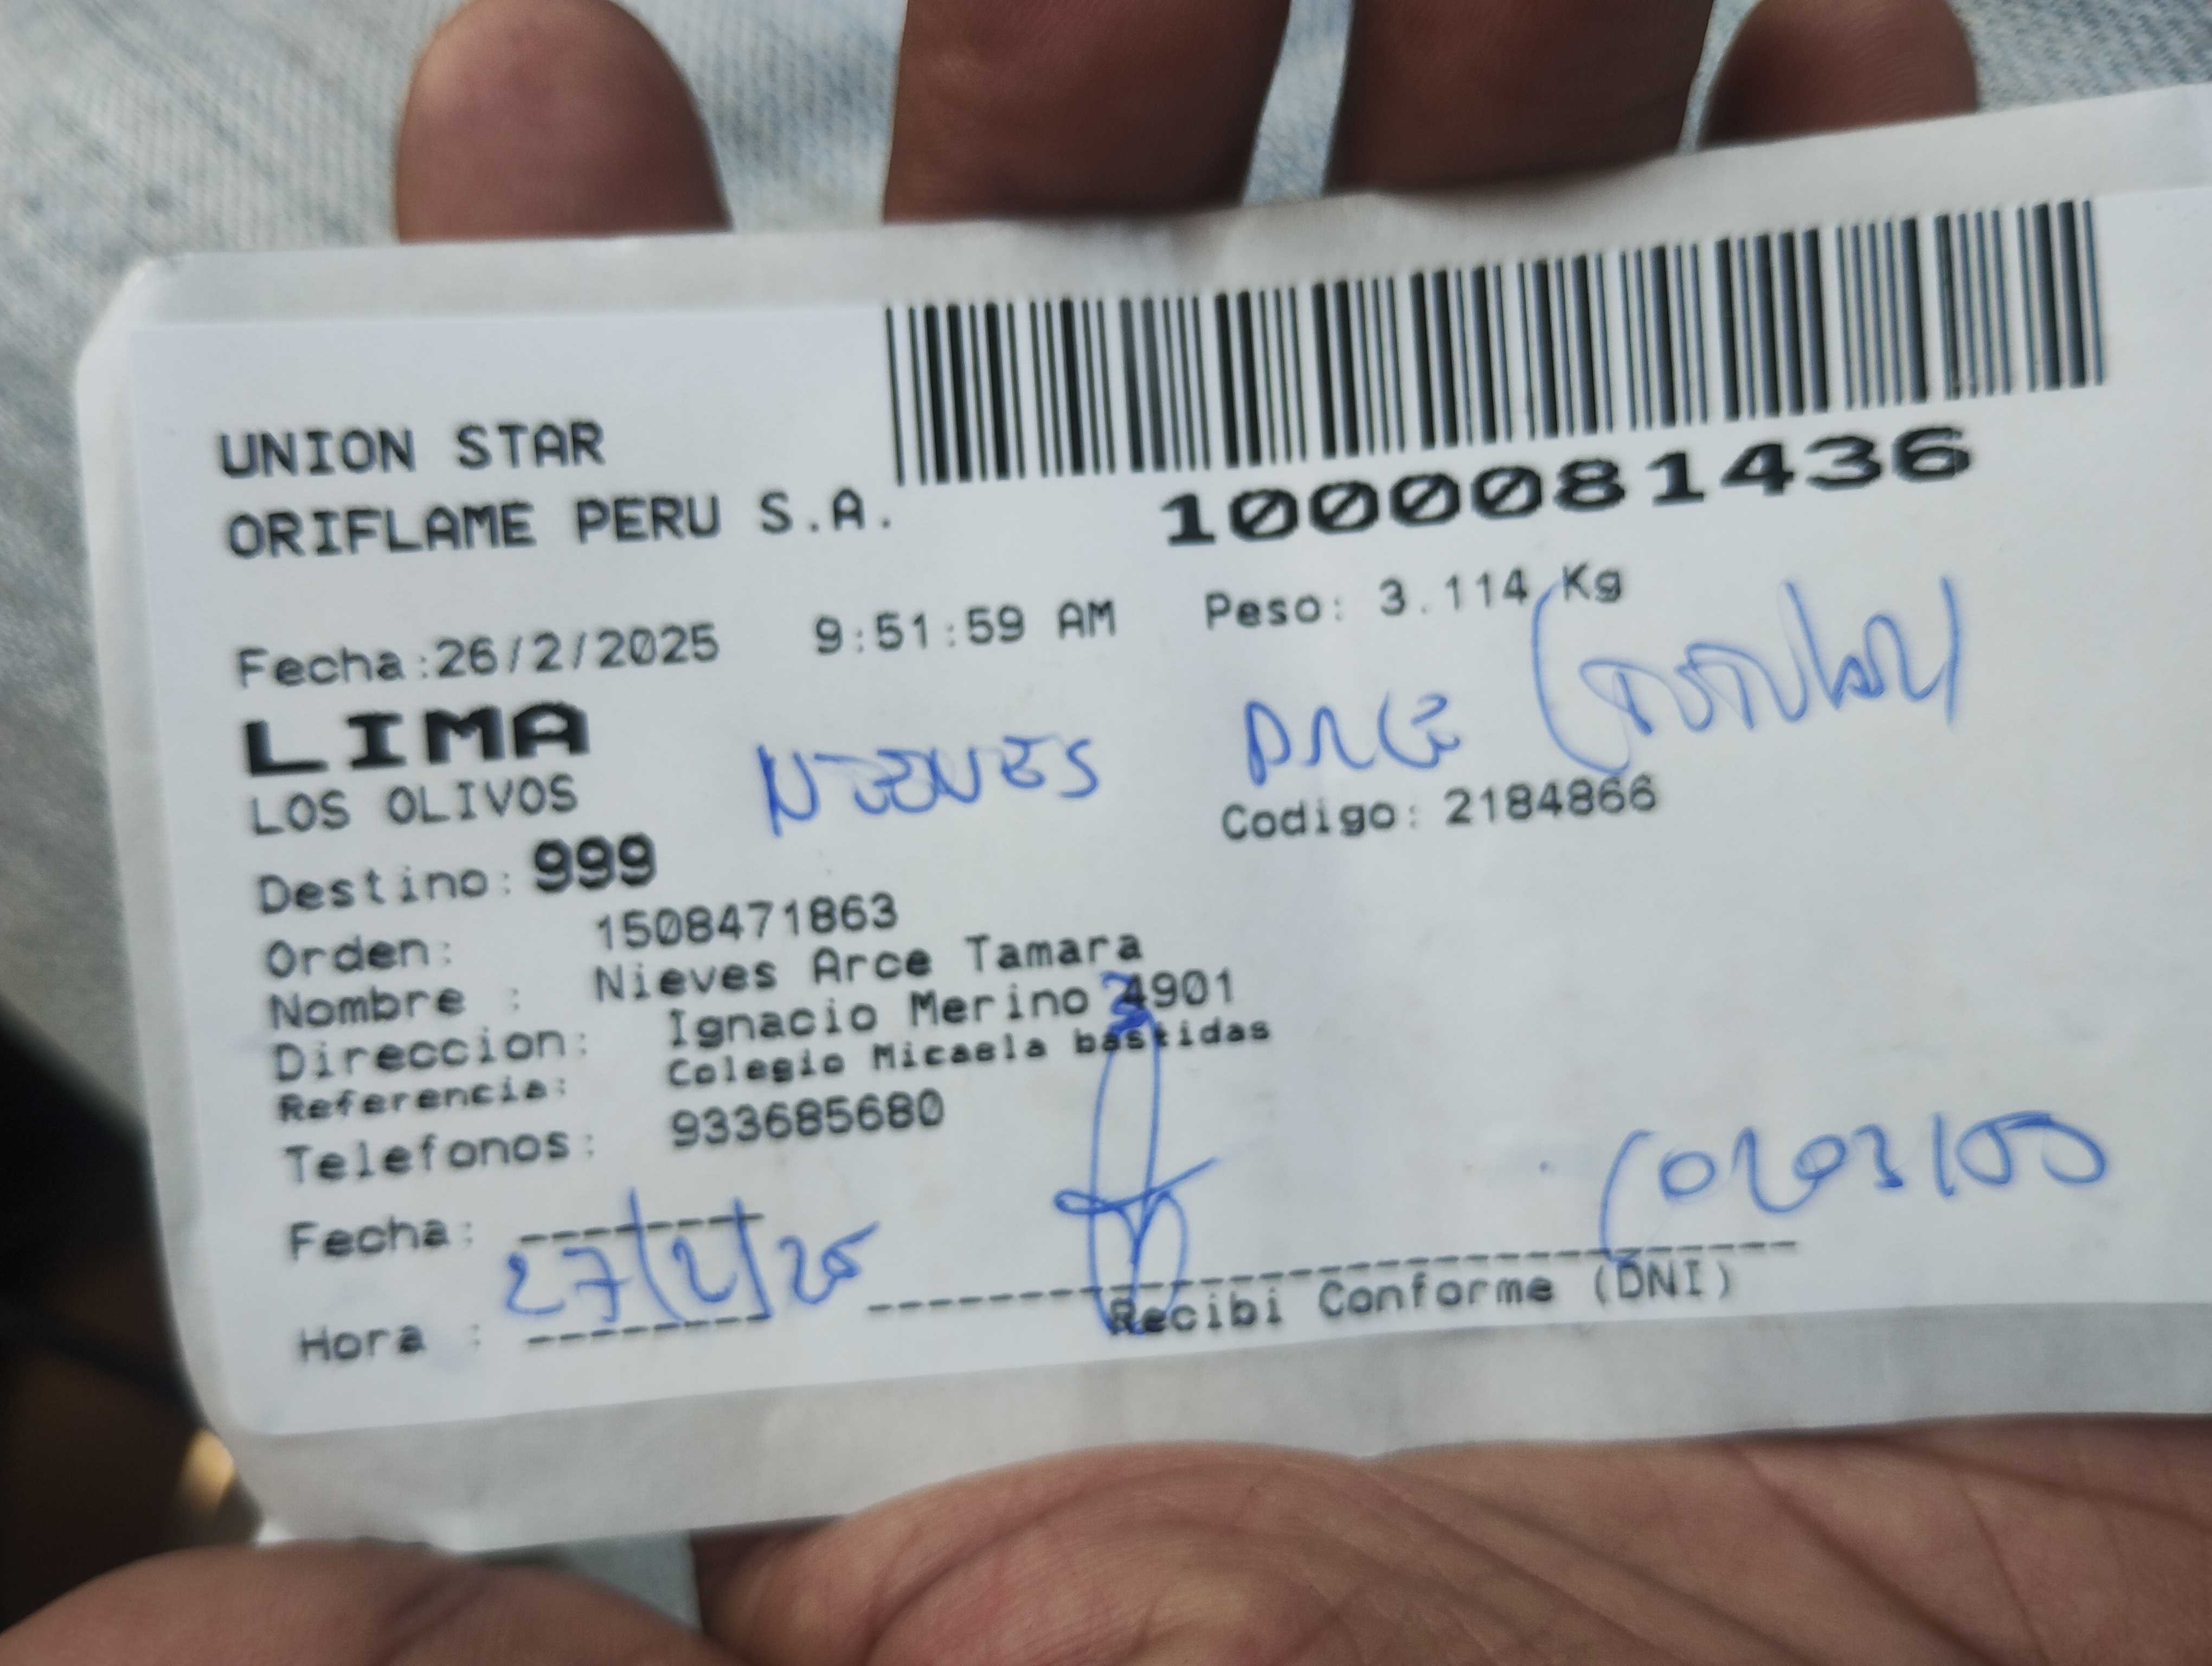 UNION STAR
ORIFLAME PERU S.A.
1000081436
Fecha:26/2/2025 9:51:59 AM Peso: 3.114 Kg
LIMA
LOS OLIVOS
NIEVES ARCE (TITULAR)
Codigo: 2184866
Destino: 999
Orden: 1508471863
Nombre : Nieves Arce Tamara
Direccion: Ignacio Merino 4901
Referencia: Colegio Micaela bastidas
Telefonos: 933685680
Fecha: 27/2/25
Hora :
Recibi Conforme (DNI)